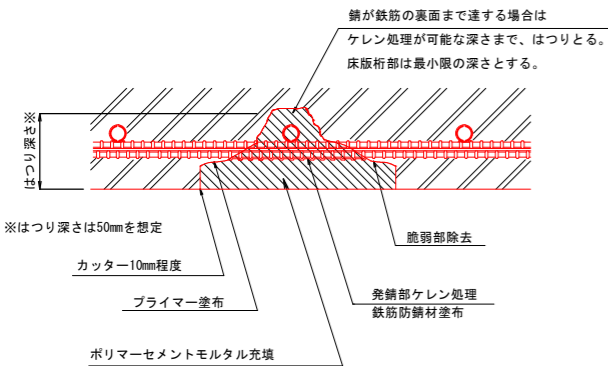 錆が鉄筋の裏面まで達する場合は
ケレン処理が可能な深さまで、はつりとる。
床版桁部は最小限の深さとする。
はつり深さ※
※はつり深さは50mmを想定
脆弱部除去
カッター10mm程度
プライマー塗布
発錆部ケレン処理
鉄筋防錆材塗布
ポリマーセメントモルタル充填